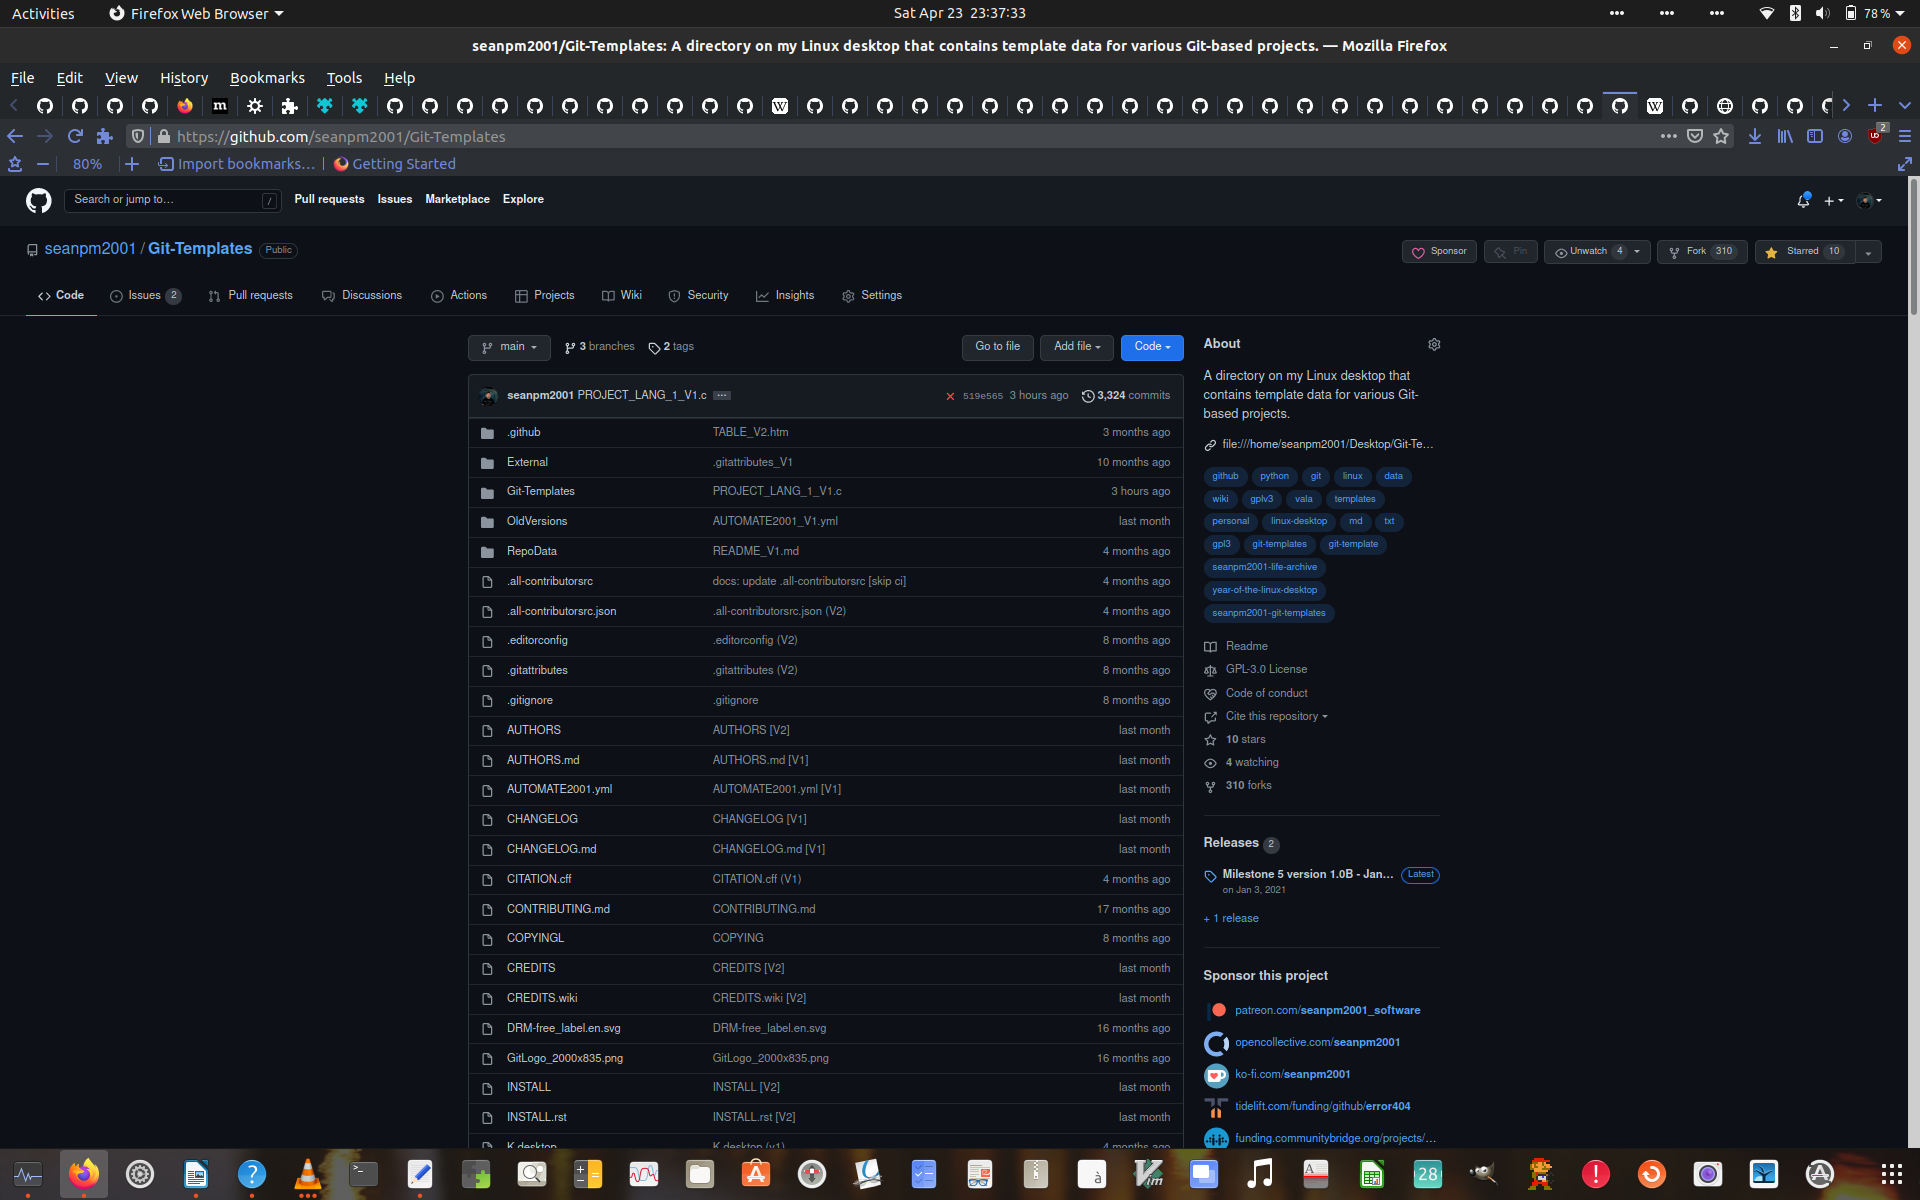 Activities
Firefox Web Browser
Sat Apr 23 23:37:33
78 %
seanpm2001/Git-Templates: A directory on my Linux desktop that contains template data for various Git-based projects. — Mozilla Firefox
File Edit View History Bookmarks Tools Help
https://github.com/seanpm2001/Git-Templates
2
80%
Import bookmarks...
Getting Started
Search or jump to... /
Pull requests Issues Marketplace Explore
seanpm2001 / Git-Templates Public
Sponsor Pin Unwatch 4 Fork 310 Starred 10
Code Issues 2 Pull requests Discussions Actions Projects Wiki Security Insights Settings
main 3 branches 2 tags Go to file Add file Code
seanpm2001 PROJECT_LANG_1_V1.c ... 519e565 3 hours ago 3,324 commits
.github TABLE_V2.htm 3 months ago
External .gitattributes_V1 10 months ago
Git-Templates PROJECT_LANG_1_V1.c 3 hours ago
OldVersions AUTOMATE2001_V1.yml last month
RepoData README_V1.md 4 months ago
.all-contributorsrc docs: update .all-contributorsrc [skip ci] 4 months ago
.all-contributorsrc.json .all-contributorsrc.json (V2) 4 months ago
.editorconfig .editorconfig (V2) 8 months ago
.gitattributes .gitattributes (V2) 8 months ago
.gitignore .gitignore 8 months ago
AUTHORS AUTHORS [V2] last month
AUTHORS.md AUTHORS.md [V1] last month
AUTOMATE2001.yml AUTOMATE2001.yml [V1] last month
CHANGELOG CHANGELOG [V1] last month
CHANGELOG.md CHANGELOG.md [V1] last month
CITATION.cff CITATION.cff (V1) 4 months ago
CONTRIBUTING.md CONTRIBUTING.md 17 months ago
COPYINGL COPYING 8 months ago
CREDITS CREDITS [V2] last month
CREDITS.wiki CREDITS.wiki [V2] last month
DRM-free_label.en.svg DRM-free_label.en.svg 16 months ago
GitLogo_2000x835.png GitLogo_2000x835.png 16 months ago
INSTALL INSTALL [V2] last month
INSTALL.rst INSTALL.rst [V2] last month
K.desktop K.desktop (v1) 4 months ago
About
A directory on my Linux desktop that
contains template data for various Git-
based projects.
file:///home/seanpm2001/Desktop/Git-Te...
github python git linux data
wiki gplv3 vala templates
personal linux-desktop md txt
gpl3 git-templates git-template
seanpm2001-life-archive
year-of-the-linux-desktop
seanpm2001-git-templates
Readme
GPL-3.0 License
Code of conduct
Cite this repository
10 stars
4 watching
310 forks
Releases 2
Milestone 5 version 1.0B - Jan... Latest
on Jan 3, 2021
+ 1 release
Sponsor this project
patreon.com/seanpm2001_software
opencollective.com/seanpm2001
ko-fi.com/seanpm2001
tidelift.com/funding/github/error404
funding.communitybridge.org/projects/...
28